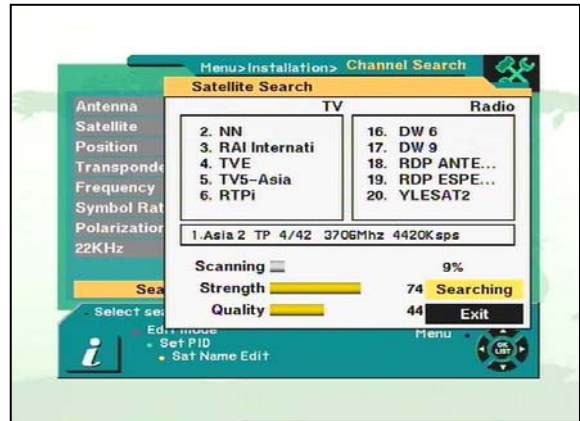 Menu>Installation> Channel Search
Satellite Search
TV
Radio
2. NN
3. RAI Internati
4. TVE
5. TV5-Asia
6. RTPi
16. DW 6
17. DW 9
18. RDP ANTE...
19. RDP ESPE...
20. YLESAT2
1.Asia 2 TP 4/42 3706Mhz 4420Ksps
Scanning 9%
Strength 74 Searching
Quality 44 Exit
Antenna
Satellite
Position
Transponde
Frequency
Symbol Rat
Polarization
22KHz
Sea
Select sea
Edit mode
Menu
Set PID
Sat Name Edit
i
OK
LIST